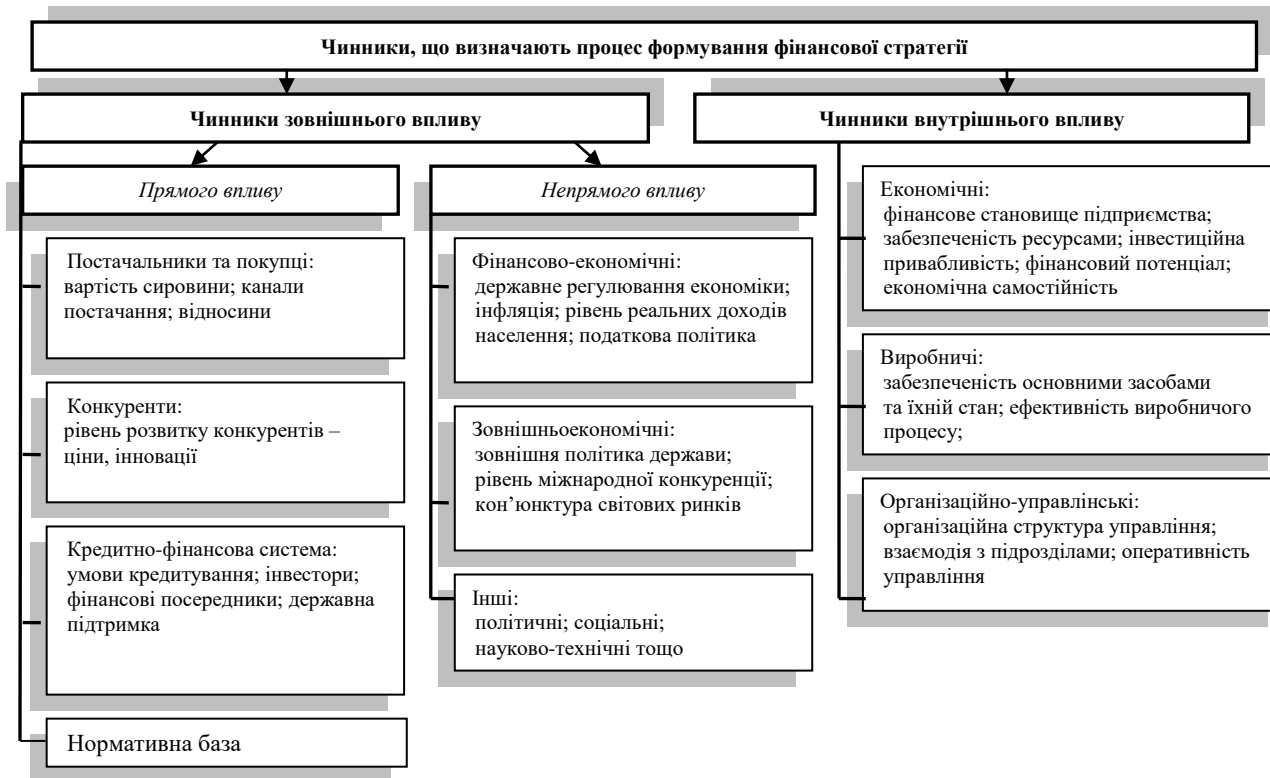 Чинники, що визначають процес формування фінансової стратегії
Чинники зовнішнього впливу
Прямого впливу
Постачальники та покупці:
вартість сировини; канали
постачання; відносини
Конкуренти:
рівень розвитку конкурентів –
ціни, інновації
Кредитно-фінансова система:
умови кредитування; інвестори;
фінансові посередники; державна
підтримка
Нормативна база
Непрямого впливу
Фінансово-економічні:
державне регулювання економіки;
інфляція; рівень реальних доходів
населення; податкова політика
Зовнішньоекономічні:
зовнішня політика держави;
рівень міжнародної конкуренції;
кон’юнктура світових ринків
Інші:
політичні; соціальні;
науково-технічні тощо
Чинники внутрішнього впливу
Економічні:
фінансове становище підприємства;
забезпеченість ресурсами; інвестиційна
привабливість; фінансовий потенціал;
економічна самостійність
Виробничі:
забезпеченість основними засобами
та їхній стан; ефективність виробничого
процесу;
Організаційно-управлінські:
організаційна структура управління;
взаємодія з підрозділами; оперативність
управління